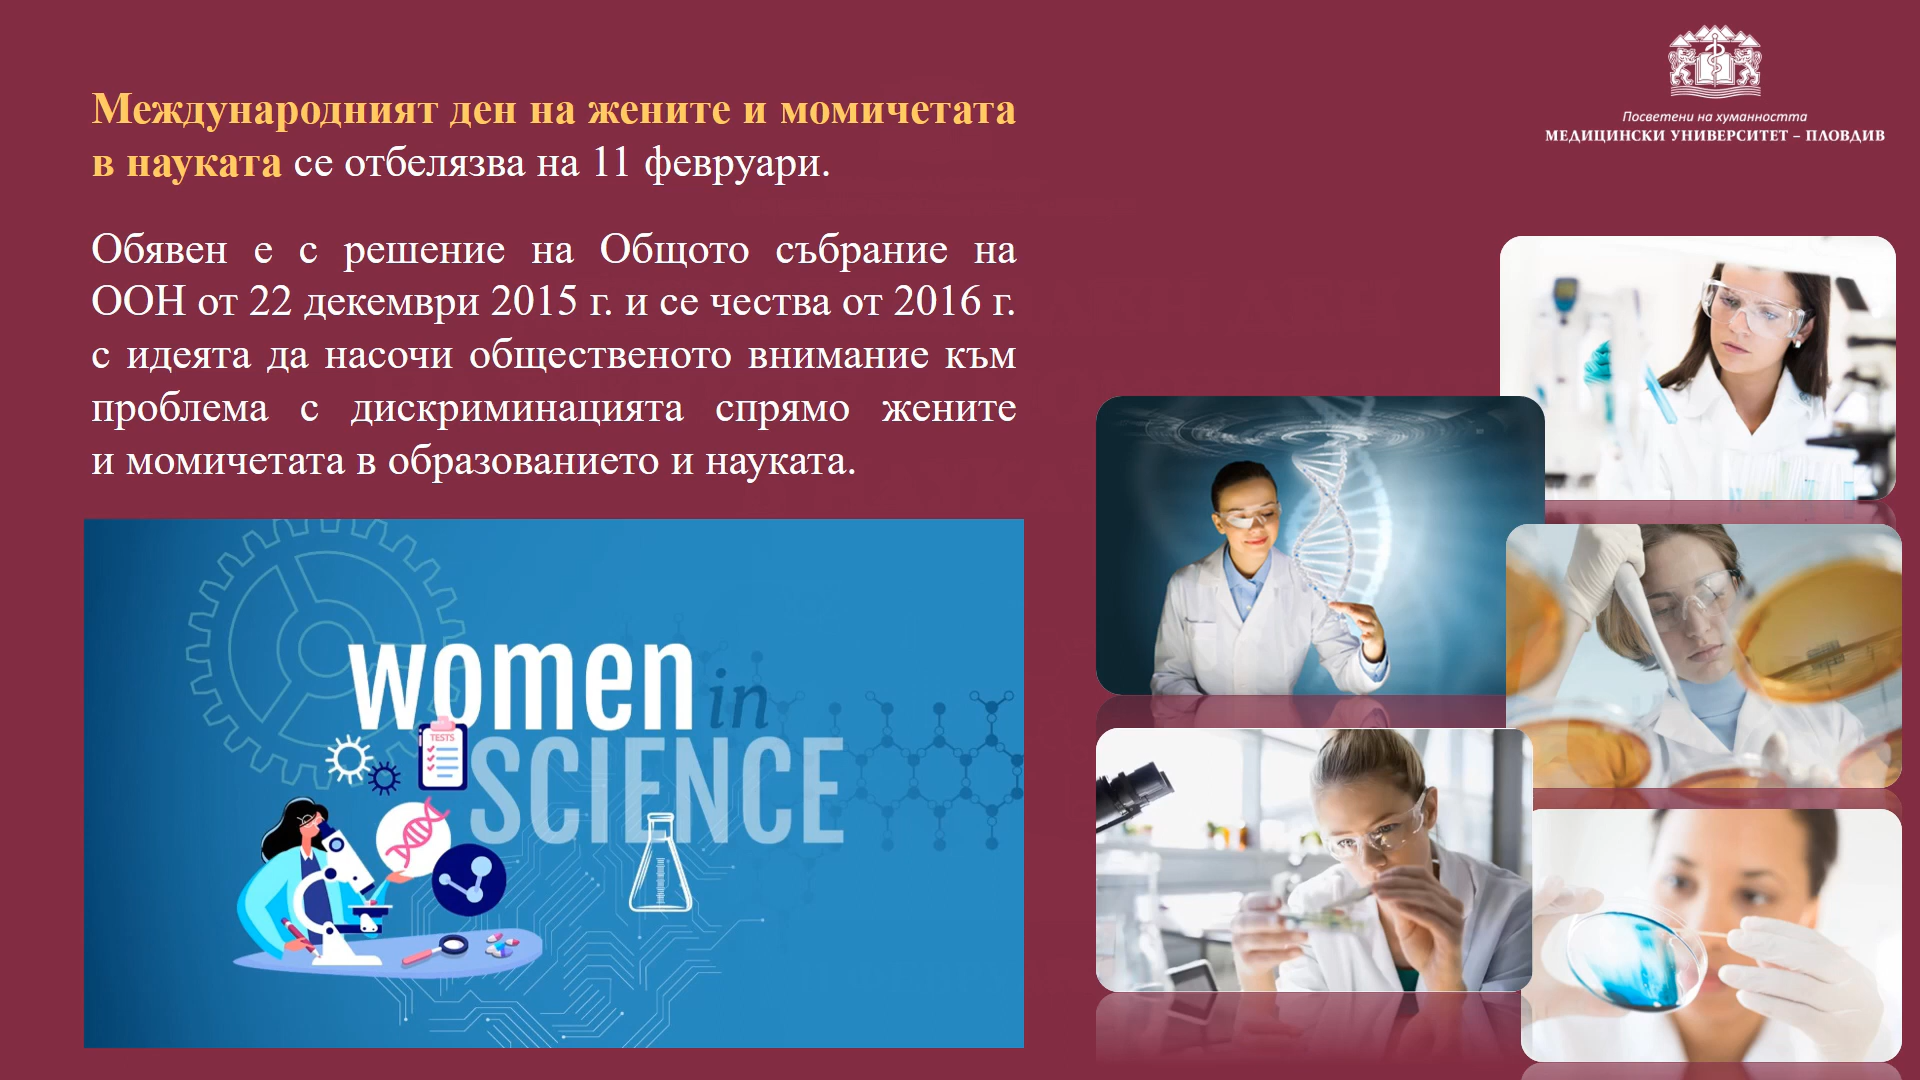 Международният ден на жените и момичетата
в науката се отбелязва на 11 февруари.
Обявен е с решение на Общото събрание на
ООН от 22 декември 2015 г. и се чества от 2016 г.
с идеята да насочи общественото внимание към
проблема с дискриминацията спрямо жените
и момичетата в образованието и науката.
Посветени на хуманността
МЕДИЦИНСКИ УНИВЕРСИТЕТ – ПЛОВДИВ
women in
SCIENCE
TESTS